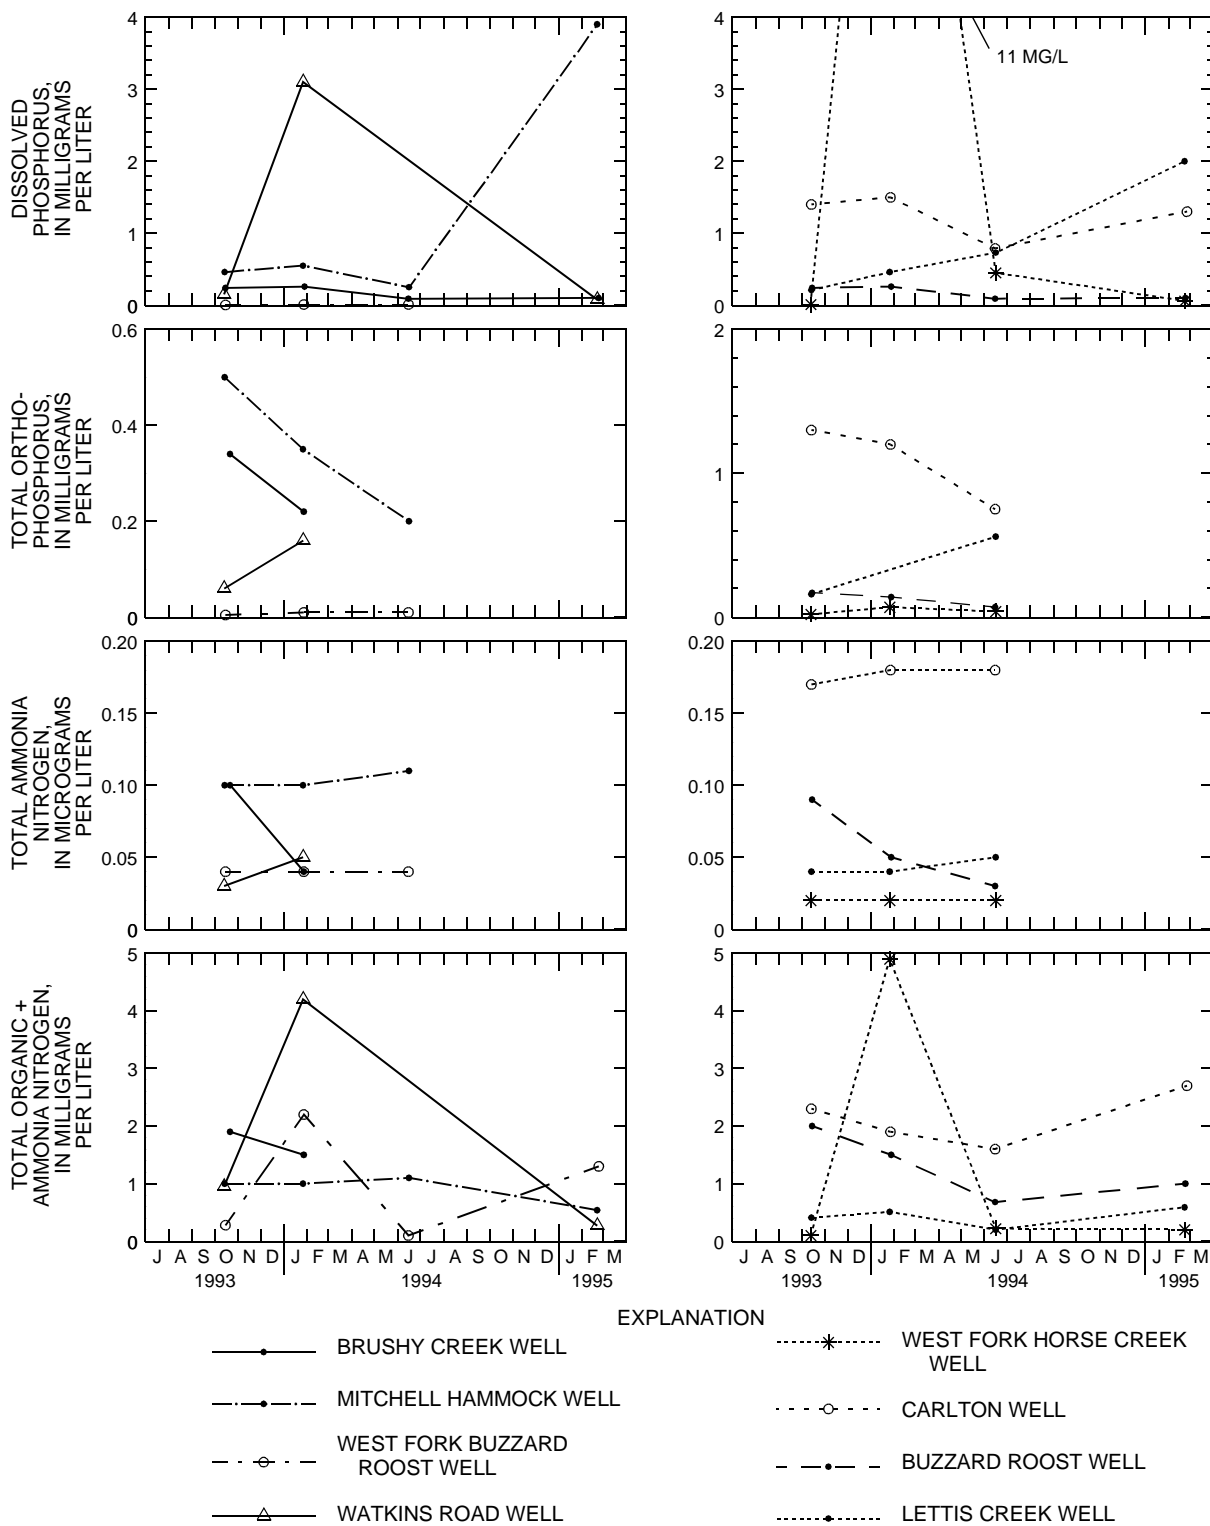 DISSOLVED
PHOSPHORUS,
IN MILLIGRAMS
PER LITER
4
3
2
1
0
4
3
2
1
0
11 MG/L
TOTAL ORTHO-
PHOSPHORUS,
IN MILLIGRAMS
PER LITER
0.6
0.4
0.2
0
2
1
0
TOTAL AMMONIA
NITROGEN,
IN MICROGRAMS
PER LITER
0.20
0.15
0.10
0.05
0
0.20
0.15
0.10
0.05
0
TOTAL ORGANIC +
AMMONIA NITROGEN,
IN MILLIGRAMS
PER LITER
5
4
3
2
1
0
5
4
3
2
1
0
J A S O N D J F M A M J J A S O N D J F M
1993 1994 1995
J A S O N D J F M A M J J A S O N D J F M
1993 1994 1995
EXPLANATION
BRUSHY CREEK WELL
MITCHELL HAMMOCK WELL
WEST FORK BUZZARD
ROOST WELL
WATKINS ROAD WELL
WEST FORK HORSE CREEK
WELL
CARLTON WELL
BUZZARD ROOST WELL
LETTIS CREEK WELL